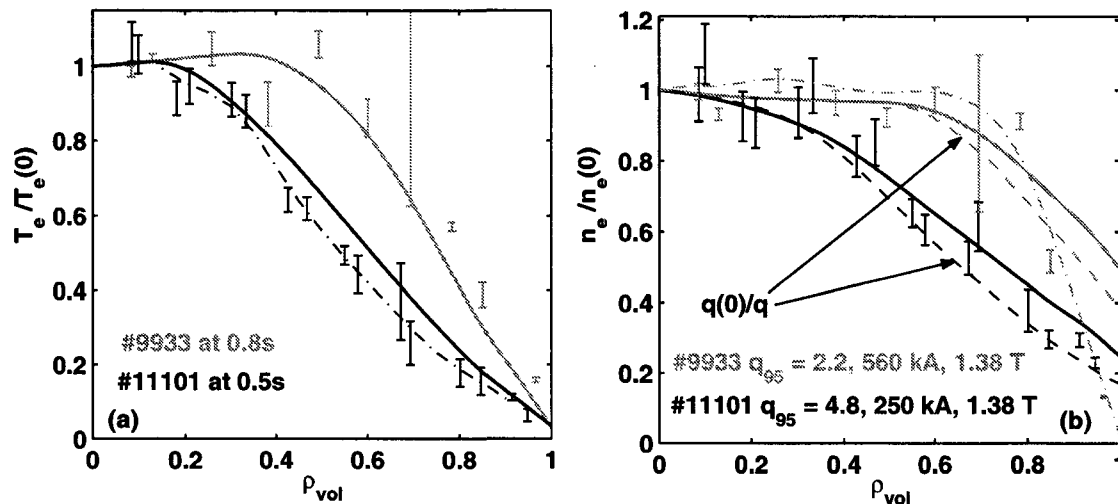 T_e/T_e(0)
1
0.8
0.6
0.4
0.2
0
#9933 at 0.8s
#11101 at 0.5s
(a)
0
0.2
0.4
0.6
0.8
1
ρ_vol
n_e/n_e(0)
1.2
1
0.8
0.6
0.4
0.2
0
q(0)/q
#9933 q_95 = 2.2, 560 kA, 1.38 T
#11101 q_95 = 4.8, 250 kA, 1.38 T
(b)
0
0.2
0.4
0.6
0.8
1
ρ_vol